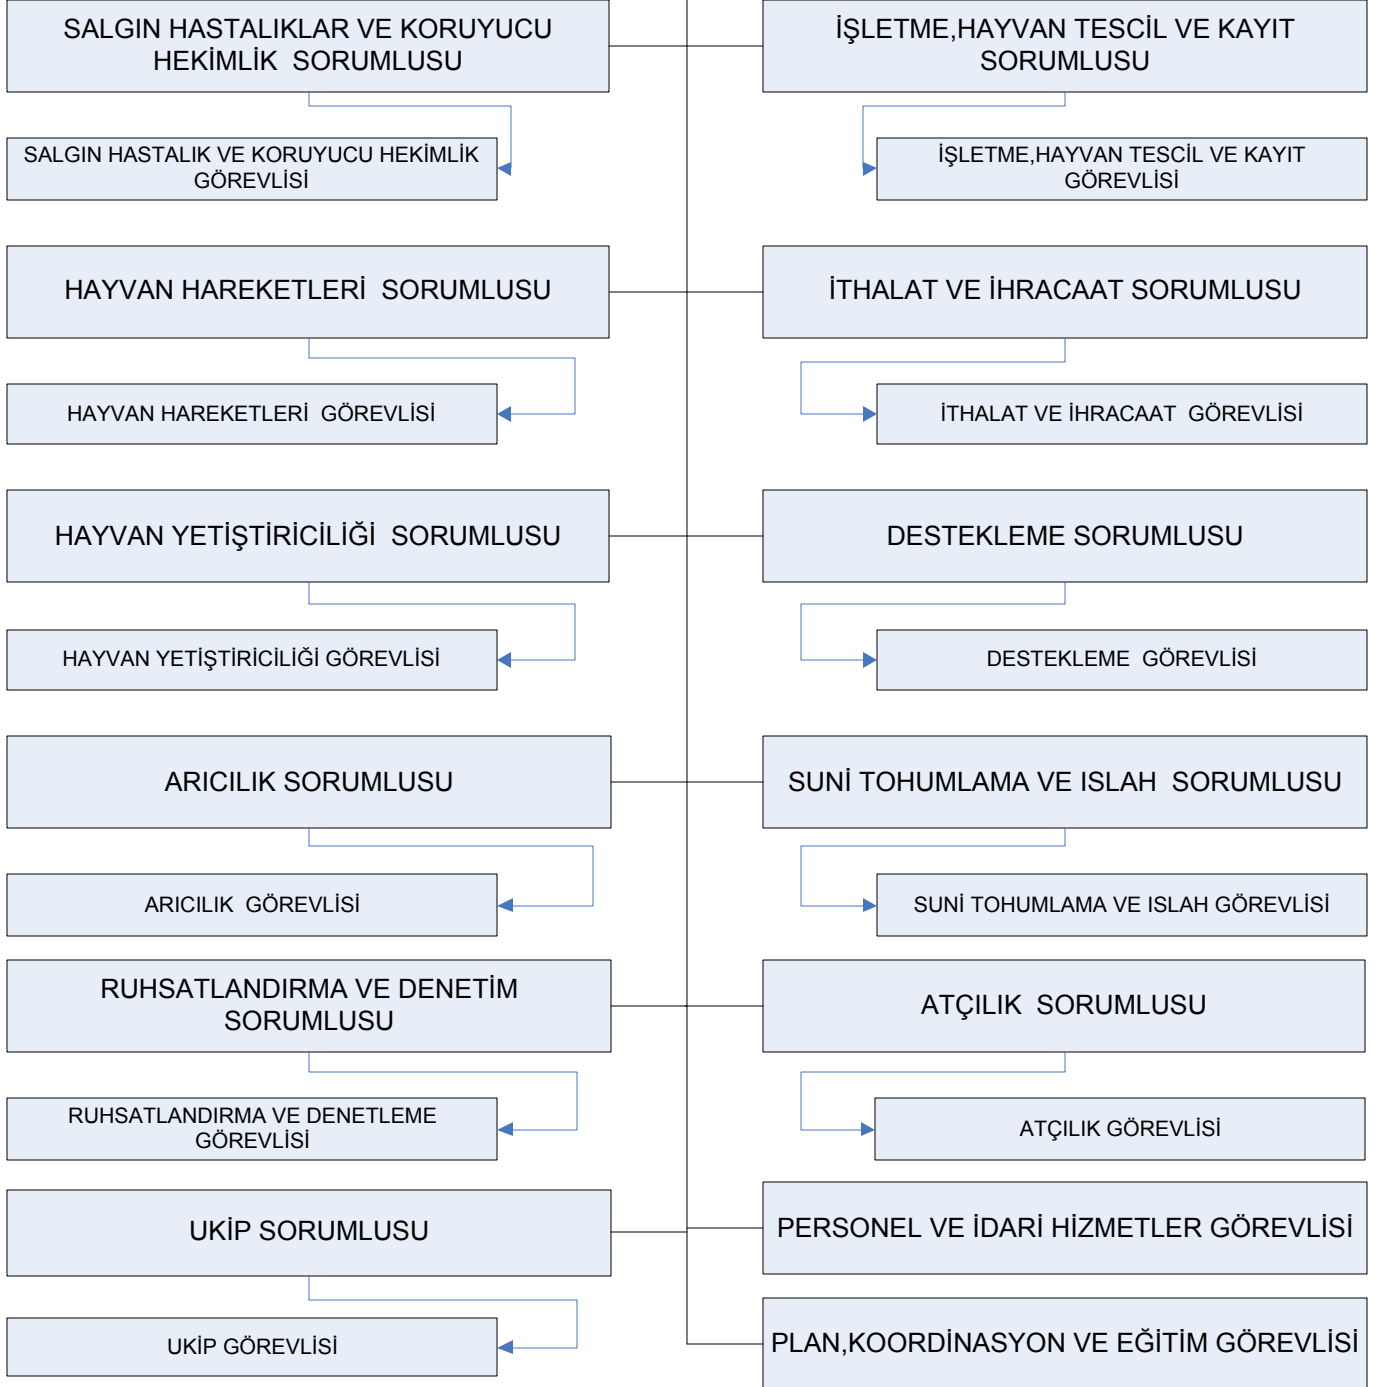 SALGIN HASTALIKLAR VE KORUYUCU
HEKİMLİK SORUMLUSU
İŞLETME,HAYVAN TESCİL VE KAYIT
SORUMLUSU
SALGIN HASTALIK VE KORUYUCU HEKİMLİK
GÖREVLİSİ
İŞLETME,HAYVAN TESCİL VE KAYIT
GÖREVLİSİ
HAYVAN HAREKETLERİ SORUMLUSU
İTHALAT VE İHRACAAT SORUMLUSU
HAYVAN HAREKETLERİ GÖREVLİSİ
İTHALAT VE İHRACAAT GÖREVLİSİ
HAYVAN YETİŞTİRİCİLİĞİ SORUMLUSU
DESTEKLEME SORUMLUSU
HAYVAN YETİŞTİRİCİLİĞİ GÖREVLİSİ
DESTEKLEME GÖREVLİSİ
ARICILIK SORUMLUSU
SUNİ TOHUMLAMA VE ISLAH SORUMLUSU
ARICILIK GÖREVLİSİ
SUNİ TOHUMLAMA VE ISLAH GÖREVLİSİ
RUHSATLANDIRMA VE DENETİM
SORUMLUSU
ATÇILIK SORUMLUSU
RUHSATLANDIRMA VE DENETLEME
GÖREVLİSİ
ATÇILIK GÖREVLİSİ
UKİP SORUMLUSU
PERSONEL VE İDARİ HİZMETLER GÖREVLİSİ
UKİP GÖREVLİSİ
PLAN,KOORDİNASYON VE EĞİTİM GÖREVLİSİ